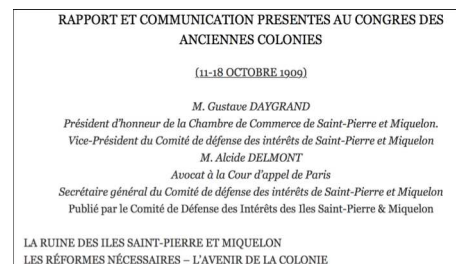 RAPPORT ET COMMUNICATION PRESENTES AU CONGRES DES
ANCIENNES COLONIES
(11-18 OCTOBRE 1909)
M. Gustave DAYGRAND
Président d'honneur de la Chambre de Commerce de Saint-Pierre et Miquelon.
Vice-Président du Comité de défense des intérêts de Saint-Pierre et Miquelon
M. Alcide DELMONT
Avocat à la Cour d'appel de Paris
Secrétaire général du Comité de défense des intérêts de Saint-Pierre et Miquelon
Publié par le Comité de Défense des Intérêts des Iles Saint-Pierre & Miquelon
LA RUINE DES ILES SAINT-PIERRE ET MIQUELON
LES RÉFORMES NÉCESSAIRES – L'AVENIR DE LA COLONIE